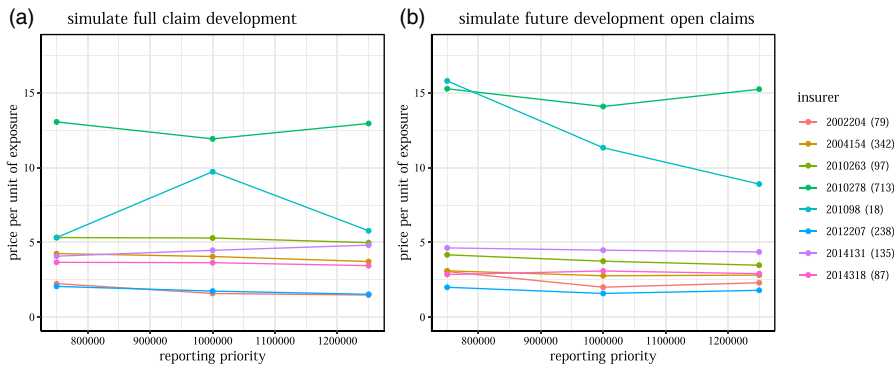 (a) simulate full claim development
price per unit of exposure
15
10
5
0
800000 900000 1000000 1100000 1200000
reporting priority
(b) simulate future development open claims
price per unit of exposure
15
10
5
0
800000 900000 1000000 1100000 1200000
reporting priority
insurer
2002204 (79)
2004154 (342)
2010263 (97)
2010278 (713)
201098 (18)
2012207 (238)
2014131 (135)
2014318 (87)